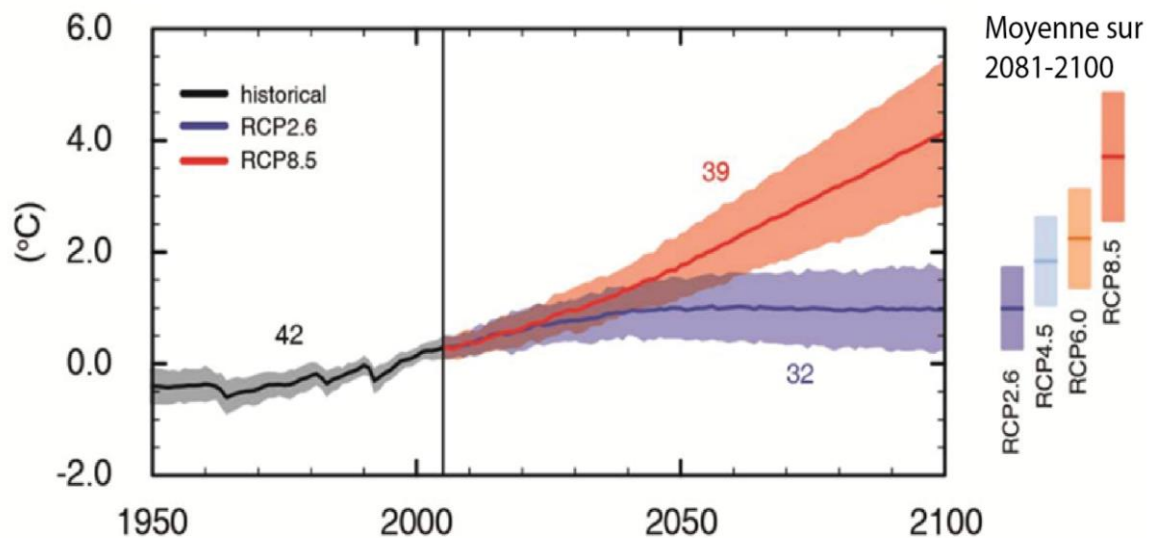 6.0
4.0
2.0
0.0
-2.0
(°C)
historical
RCP2.6
RCP8.5
42
39
32
1950
2000
2050
2100
Moyenne sur
2081-2100
RCP2.6
RCP4.5
RCP6.0
RCP8.5